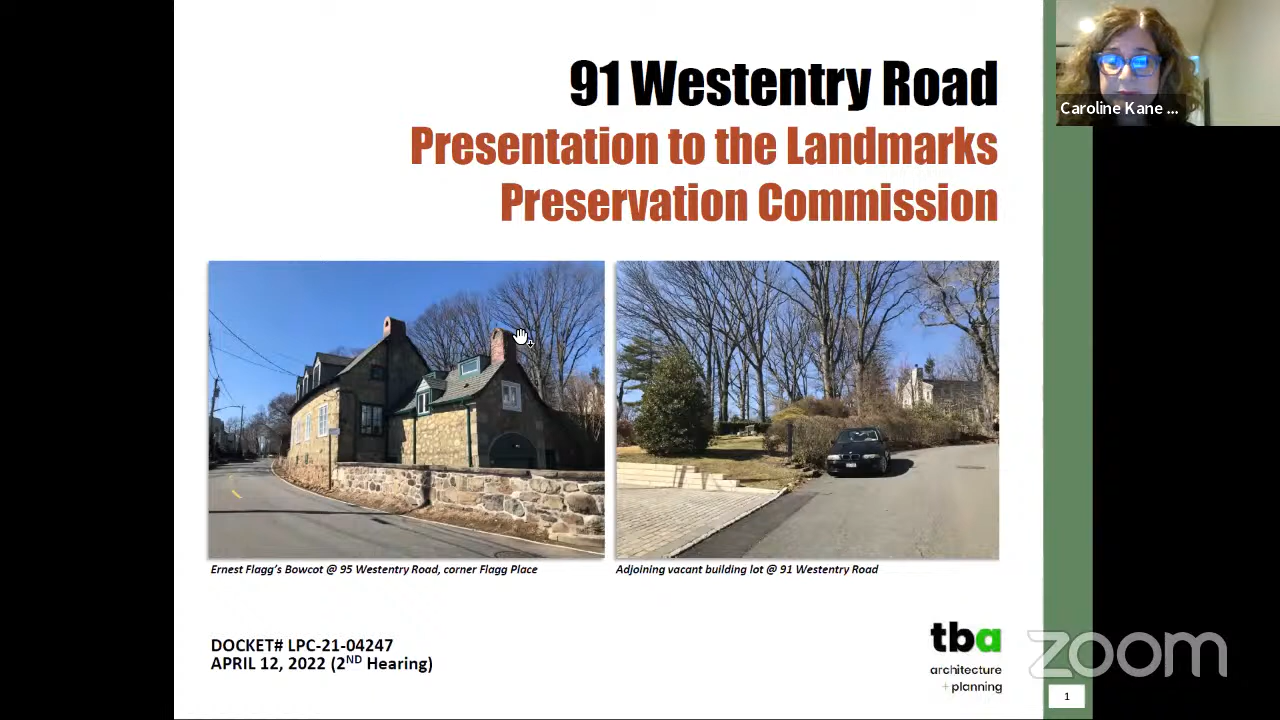 91 Westentry Road
Presentation to the Landmarks
Preservation Commission
Caroline Kane ...
Ernest Flagg's Bowcot @ 95 Westentry Road, corner Flagg Place
Adjoining vacant building lot @ 91 Westentry Road
DOCKET# LPC-21-04247
APRIL 12, 2022 (2ND Hearing)
tba
architecture
+planning
zoom
1